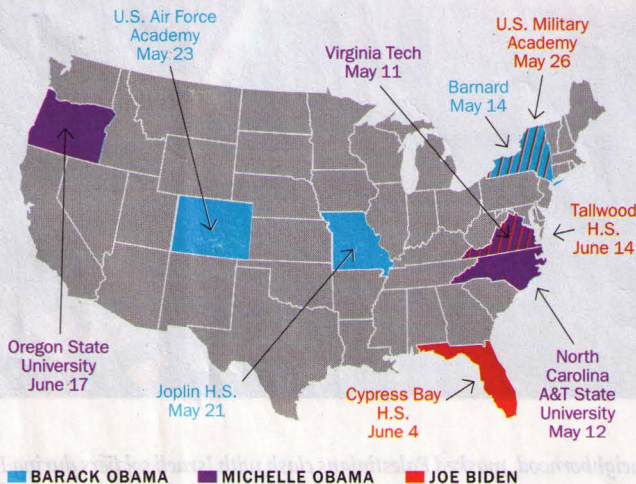 U.S. Air Force
Academy
May 23
Virginia Tech
May 11
U.S. Military
Academy
May 26
Barnard
May 14
Tallwood
H.S.
June 14
Oregon State
University
June 17
Joplin H.S.
May 21
Cypress Bay
H.S.
June 4
North
Carolina
A&T State
University
May 12
BARACK OBAMA
MICHELLE OBAMA
JOE BIDEN